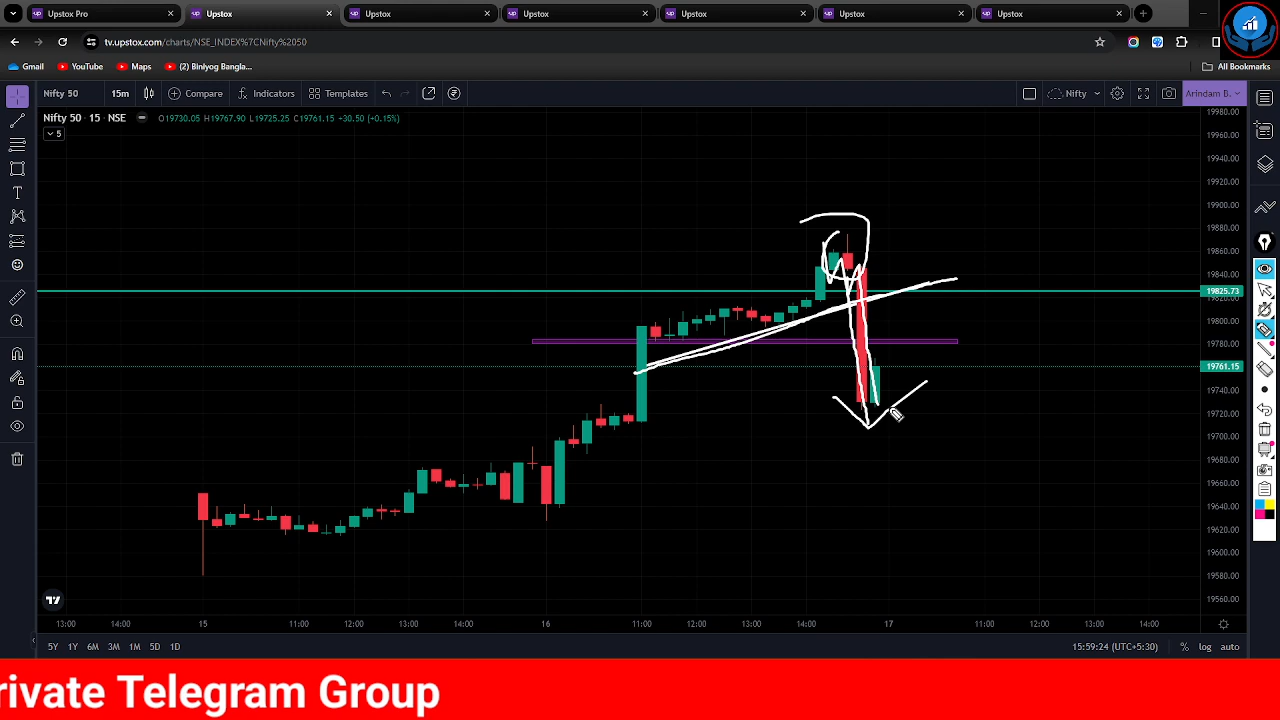 Upstox Pro
Upstox
Upstox
Upstox
Upstox
Upstox
Upstox
tv.upstox.com/charts/NSE_INDEX%7CNifty%2050
Gmail
YouTube
Maps
(2) Biniyog Bangla...
All Bookmarks
Nifty 50
15m
Compare
Indicators
Templates
Nifty
Arindam B.
Nifty 50 · 15 · NSE
O19730.05 H19767.90 L19725.25 C19761.15 +30.50 (+0.15%)
5
19980.00
19960.00
19940.00
19920.00
19900.00
19880.00
19860.00
19840.00
19825.73
19820.00
19800.00
19780.00
19761.15
19740.00
19720.00
19700.00
19680.00
19660.00
19640.00
19620.00
19600.00
19580.00
19560.00
13:00
14:00
15
11:00
12:00
13:00
14:00
16
11:00
12:00
13:00
14:00
17
11:00
12:00
13:00
14:00
5Y 1Y 6M 3M 1M 5D 1D
15:59:24 (UTC+5:30)
% log auto
rivate Telegram Group